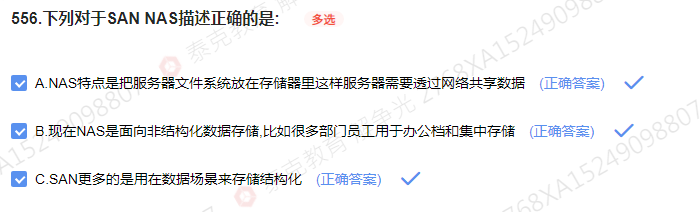 556.下列对于SAN NAS描述正确的是: 多选
A.NAS特点是把服务器文件系统放在存储器里这样服务器需要透过网络共享数据 (正确答案)
B.现在NAS是面向非结构化数据存储,比如很多部门员工用于办公档和集中存储 (正确答案)
C.SAN更多的是用在数据场景来存储结构化 (正确答案)